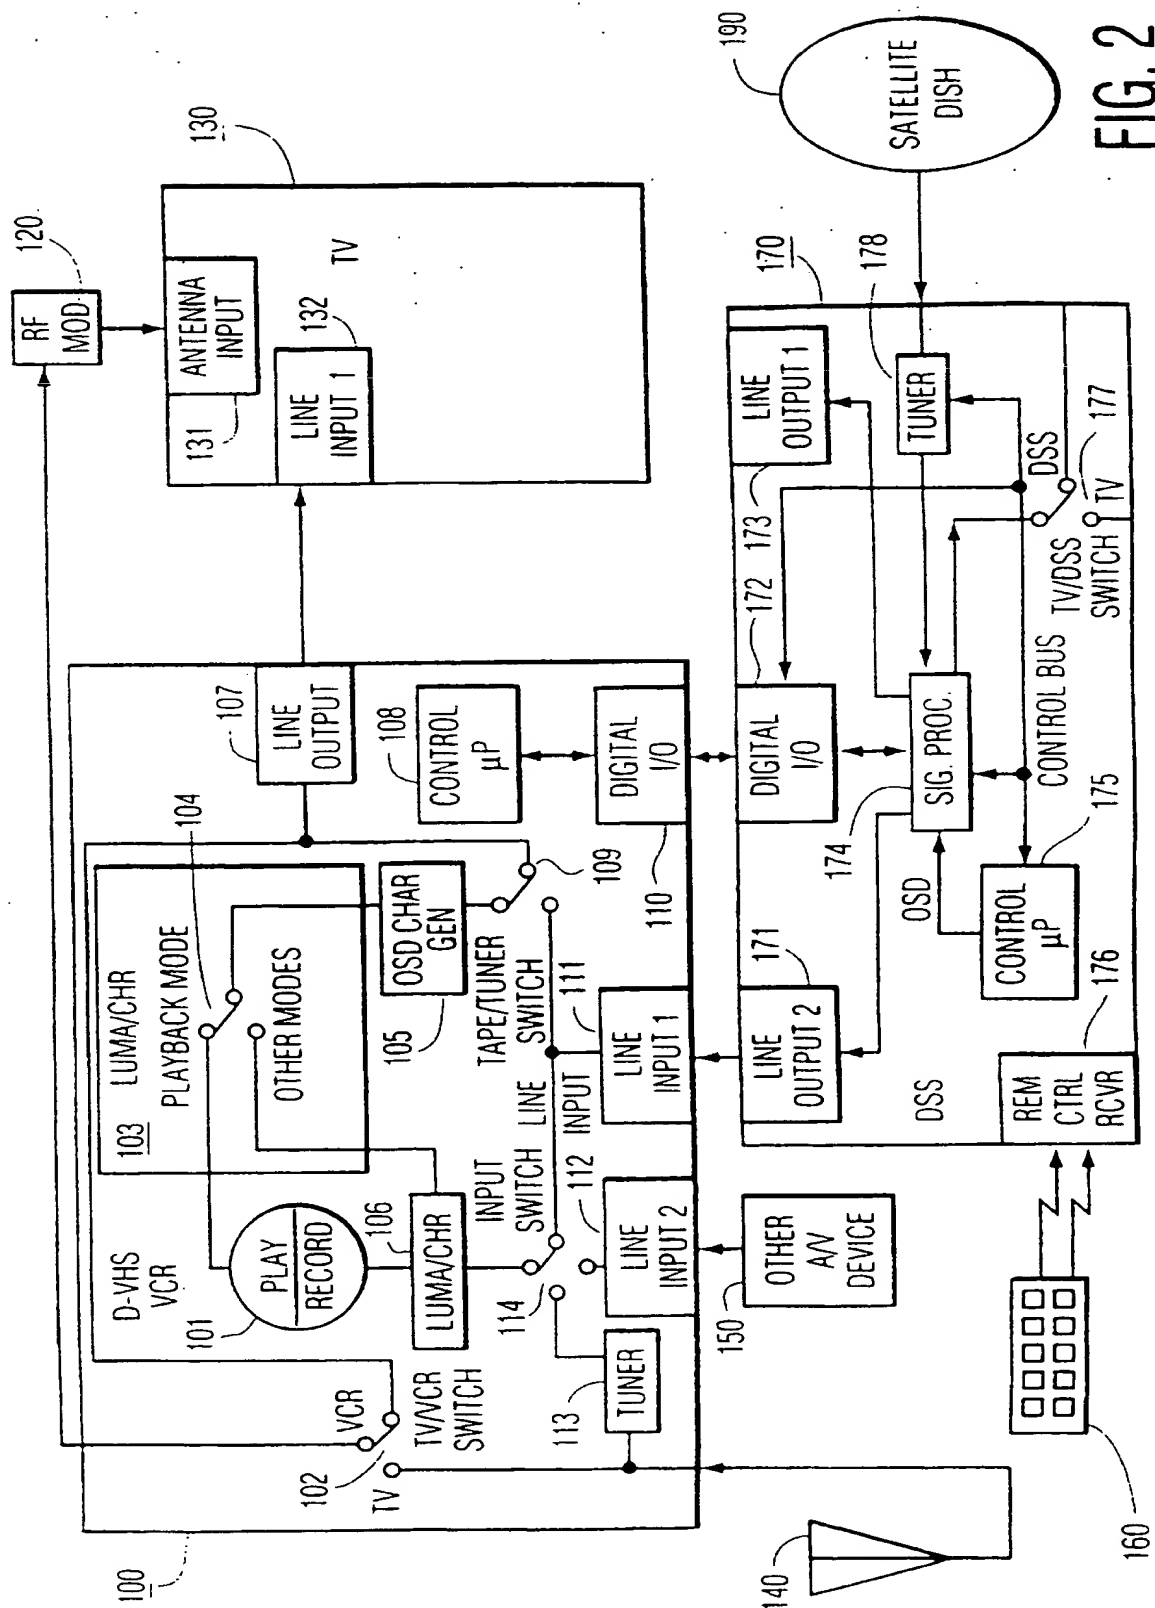 100
D-VHS
VCR
101
PLAY
RECORD
103
LUMA/CHR
PLAYBACK MODE
104
OTHER MODES
VCR
102
TV
TV/VCR
SWITCH
106
LUMA/CHR
105
OSD CHAR
GEN
107
LINE
OUTPUT
108
CONTROL
µP
109
TAPE/TUNER
LINE
SWITCH
INPUT
SWITCH
114
INPUT
113
TUNER
112
LINE
INPUT 2
111
LINE
INPUT 1
110
DIGITAL
I/O
120
RF
MOD
130
ANTENNA
INPUT
131
TV
LINE
INPUT 1
132
140
150
OTHER
A/V
DEVICE
160
170
DSS
171
LINE
OUTPUT 2
172
DIGITAL
I/O
173
LINE
OUTPUT 1
174
SIG. PROC.
OSD
CONTROL
µP
175
CONTROL BUS
REM
CTRL
RCVR
176
TV/DSS
SWITCH
DSS
TV
177
TUNER
178
190
SATELLITE
DISH
FIG. 2